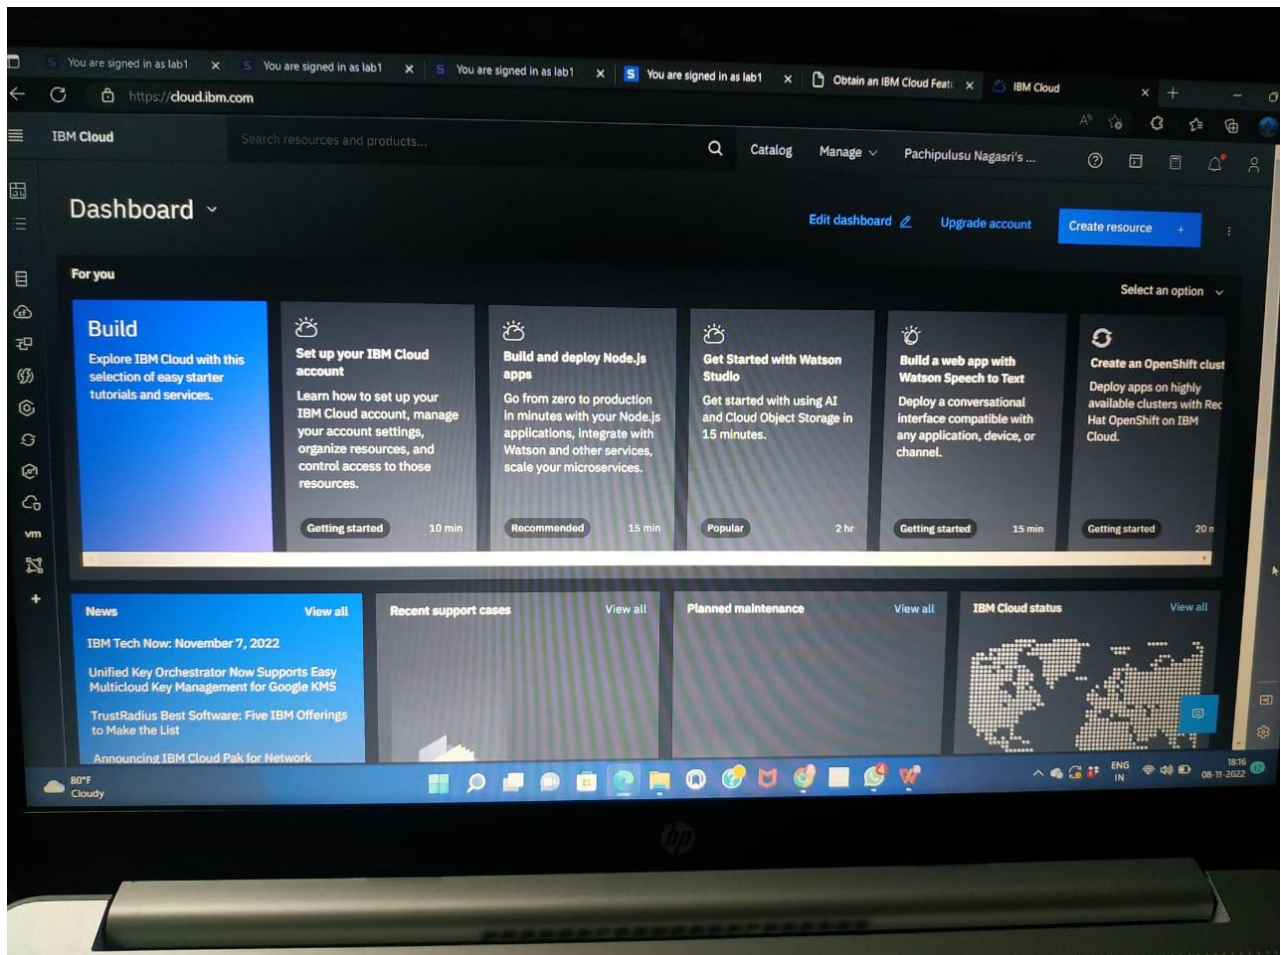 You are signed in as lab1
You are signed in as lab1
You are signed in as lab1
You are signed in as lab1
Obtain an IBM Cloud Feat
IBM Cloud
https://cloud.ibm.com
IBM Cloud
Search resources and products...
Catalog
Manage
Pachipulusu Nagasri's ...
Dashboard
Edit dashboard
Upgrade account
Create resource +
For you
Select an option
Build
Explore IBM Cloud with this
selection of easy starter
tutorials and services.
Set up your IBM Cloud
account
Learn how to set up your
IBM Cloud account, manage
your account settings,
organize resources, and
control access to those
resources.
Getting started
10 min
Build and deploy Node.js
apps
Go from zero to production
in minutes with your Node.js
applications, integrate with
Watson and other services,
scale your microservices.
Recommended
15 min
Get Started with Watson
Studio
Get started with using AI
and Cloud Object Storage in
15 minutes.
Popular
2 hr
Build a web app with
Watson Speech to Text
Deploy a conversational
interface compatible with
any application, device, or
channel.
Getting started
15 min
Create an OpenShift clust
Deploy apps on highly
available clusters with Rec
Hat OpenShift on IBM
Cloud.
Getting started
20 n
vm
News
View all
IBM Tech Now: November 7, 2022
Unified Key Orchestrator Now Supports Easy
Multicloud Key Management for Google KMS
TrustRadius Best Software: Five IBM Offerings
to Make the List
Announcing IBM Cloud Pak for Network
Recent support cases
View all
Planned maintenance
View all
IBM Cloud status
View all
80°F
Cloudy
ENG
IN
18:16
08-11-2022
hp